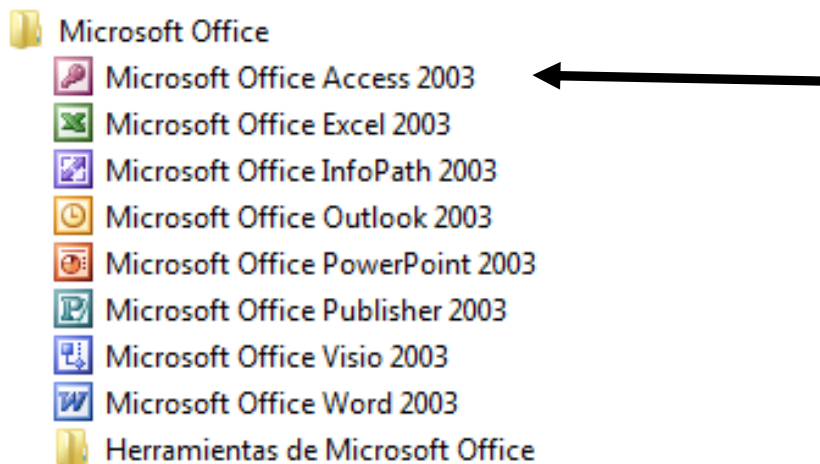 Microsoft Office
Microsoft Office Access 2003
Microsoft Office Excel 2003
Microsoft Office InfoPath 2003
Microsoft Office Outlook 2003
Microsoft Office PowerPoint 2003
Microsoft Office Publisher 2003
Microsoft Office Visio 2003
Microsoft Office Word 2003
Herramientas de Microsoft Office